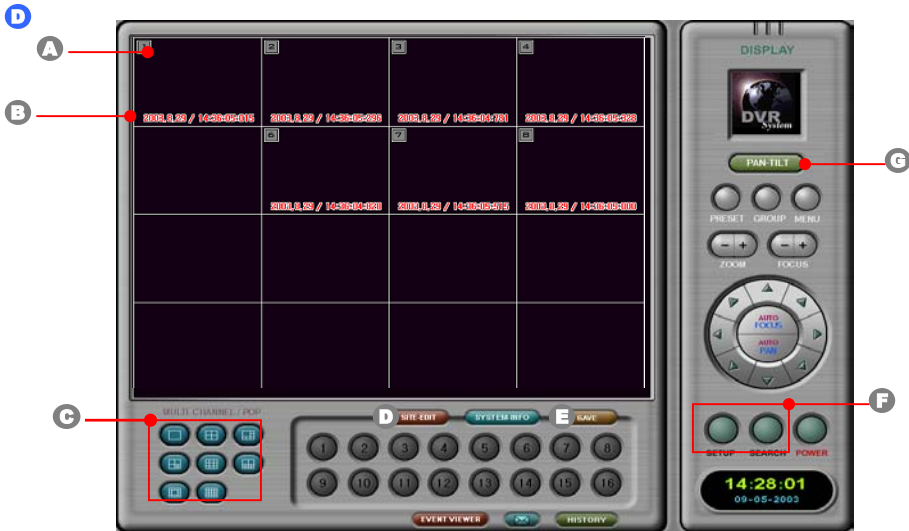 D
A
1 2 3 4
B
2003,8,29 / 14:36:05:015 2003,8,29 / 14:36:05:296 2003,8,29 / 14:36:04:781 2003,8,29 / 14:36:05:328
6 7 8
DISPLAY
DVR
System
PAN-TILT
G
PRESET GROUP MENU
- + - +
ZOOM FOCUS
AUTO
FOCUS
AUTO
PAN
C
MULTI CHANNEL / POP
D SITE-EDIT SYSTEM INFO E SAVE
F
1 2 3 4 5 6 7 8
9 10 11 12 13 14 15 16
SETUP SEARCH POWER
14:28:01
09-05-2003
EVENT VIEWER HISTORY